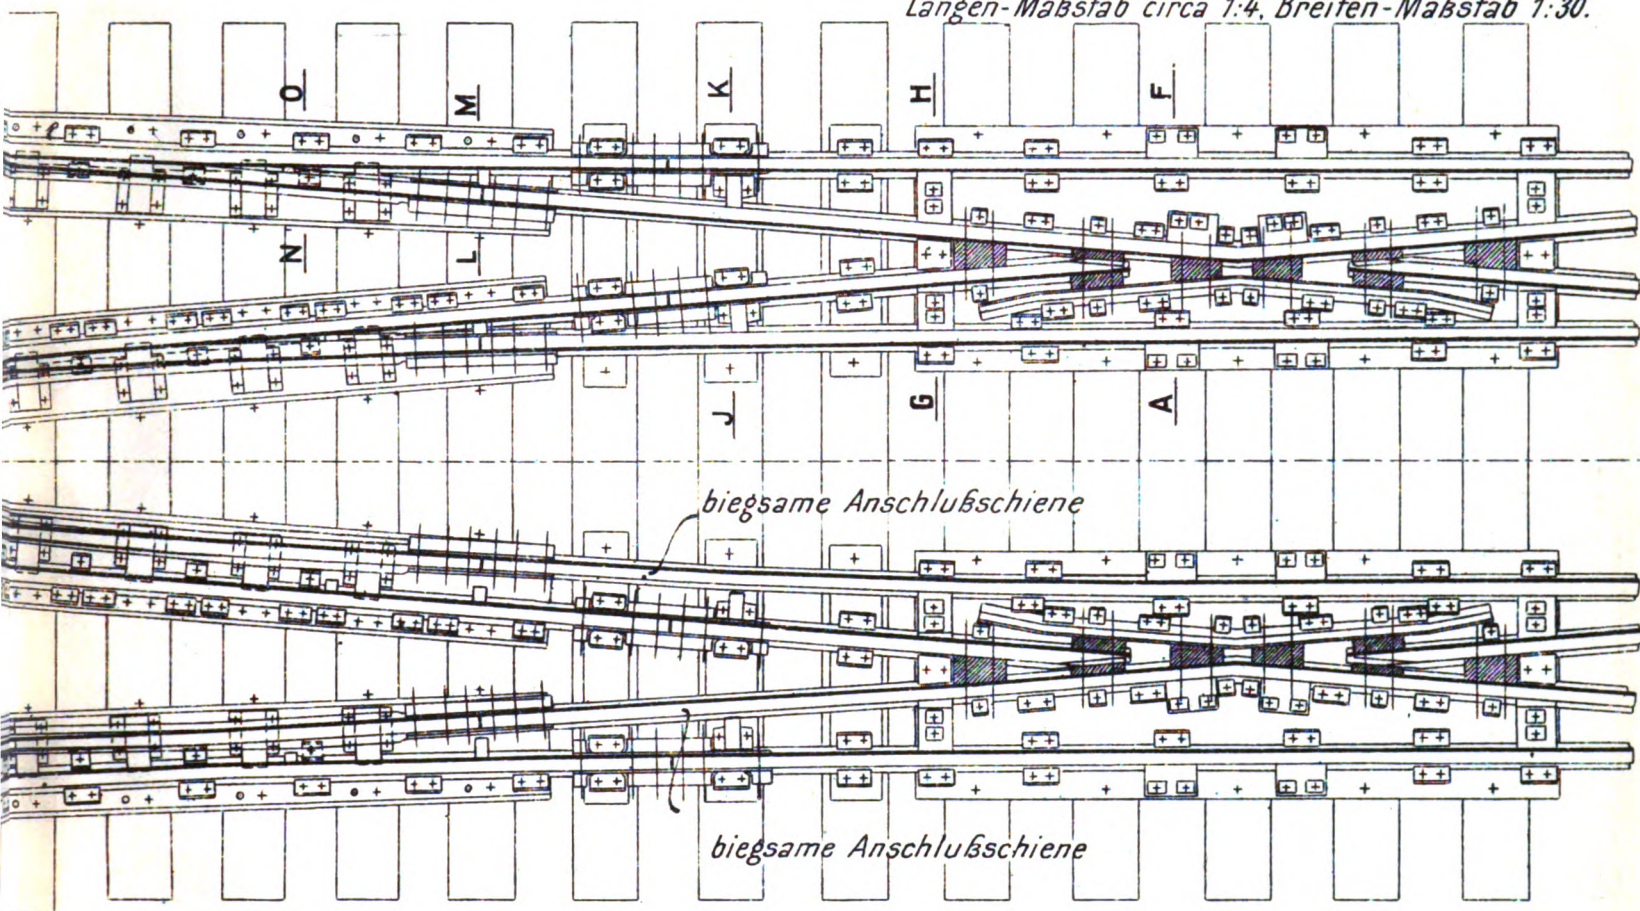 Längen-Maßstab circa 1:4, Breiten-Maßstab 1:30.
O
M
K
H
F
N
L
J
G
A
biegsame Anschlußschiene
biegsame Anschlußschiene